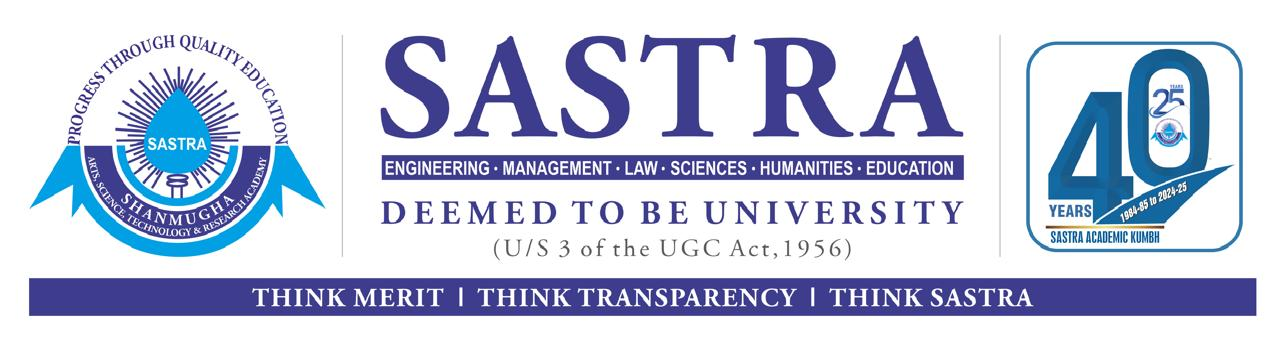 PROGRESS THROUGH QUALITY EDUCATION
SASTRA
SHANMUGHA
ARTS, SCIENCE, TECHNOLOGY & RESEARCH ACADEMY
SASTRA
ENGINEERING · MANAGEMENT · LAW · SCIENCES · HUMANITIES · EDUCATION
DEEMED TO BE UNIVERSITY
(U/S 3 of the UGC Act,1956)
40
YEARS
25
YEARS
1984-85 to 2024-25
SASTRA ACADEMIC KUMBH
THINK MERIT | THINK TRANSPARENCY | THINK SASTRA